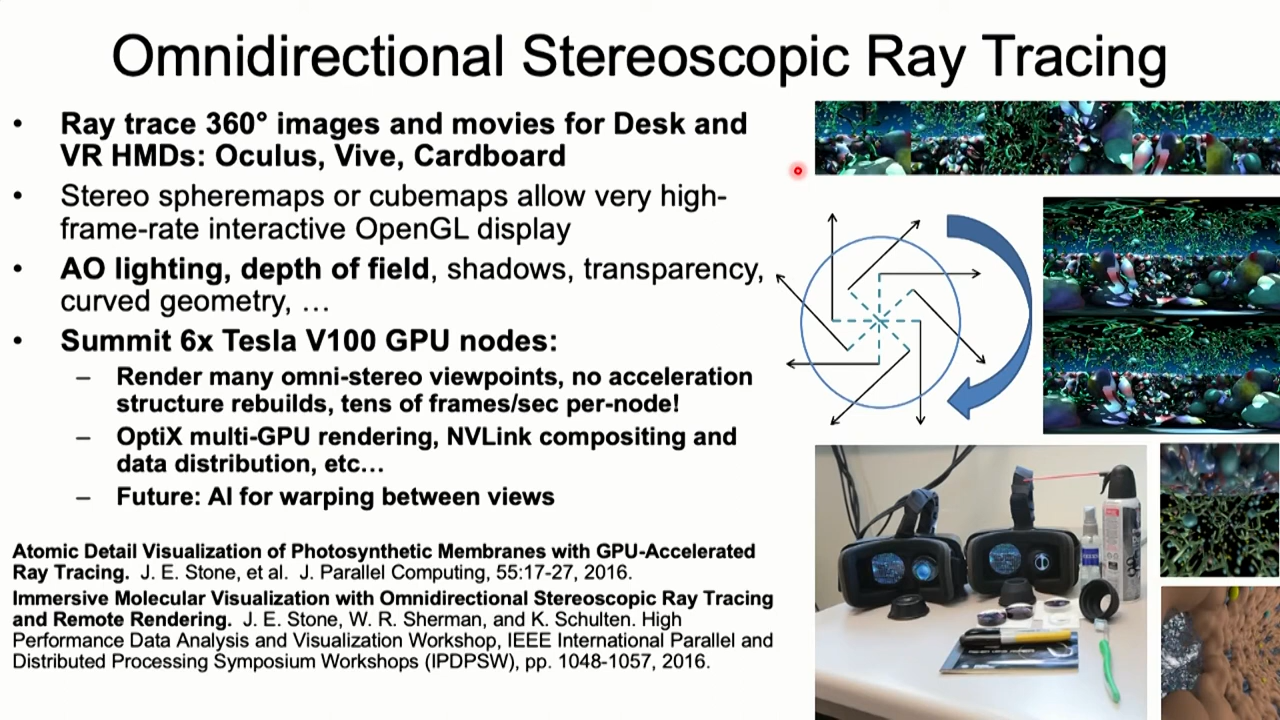 Omnidirectional Stereoscopic Ray Tracing
• Ray trace 360° images and movies for Desk and
VR HMDs: Oculus, Vive, Cardboard
• Stereo spheremaps or cubemaps allow very high-
frame-rate interactive OpenGL display
• AO lighting, depth of field, shadows, transparency,
curved geometry, …
• Summit 6x Tesla V100 GPU nodes:
– Render many omni-stereo viewpoints, no acceleration
structure rebuilds, tens of frames/sec per-node!
– OptiX multi-GPU rendering, NVLink compositing and
data distribution, etc…
– Future: AI for warping between views
Atomic Detail Visualization of Photosynthetic Membranes with GPU-Accelerated
Ray Tracing. J. E. Stone, et al. J. Parallel Computing, 55:17-27, 2016.
Immersive Molecular Visualization with Omnidirectional Stereoscopic Ray Tracing
and Remote Rendering. J. E. Stone, W. R. Sherman, and K. Schulten. High
Performance Data Analysis and Visualization Workshop, IEEE International Parallel and
Distributed Processing Symposium Workshops (IPDPSW), pp. 1048-1057, 2016.